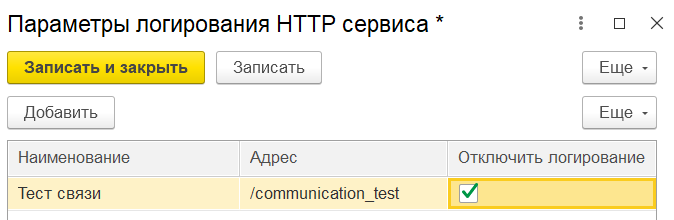 Параметры логирования HTTP сервиса *
Записать и закрыть Записать Еще
Добавить Еще
Наименование Адрес Отключить логирование
Тест связи /communication_test